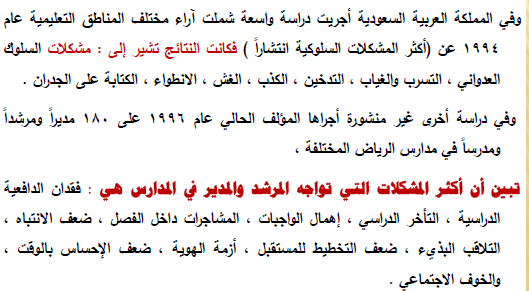 وفي المملكة العربية السعودية أجريت دراسة واسعة شملت آراء مختلف المناطق التعليمية عام
١٩٩٤ عن (أكثر المشكلات السلوكية انتشاراً ) فكانت النتائج تشير إلى : مشكلات السلوك
العدواني ، التسرب والغياب ، التدخين ، الكذب ، الغش ، الانطواء ، الكتابة على الجدران .
وفي دراسة أخرى غير منشورة أجراها المؤلف الحالي عام ١٩٩٦ على ١٨٠ مديراً ومرشداً
ومدرساً في مدارس الرياض المختلفة ،
تبين أن أكثر المشكلات التي تواجه المرشد والمدير في المدارس هي : فقدان الدافعية
الدراسية ، التأخر الدراسي ، إهمال الواجبات ، المشاجرات داخل الفصل ، ضعف الانتباه ،
التلاقب البذيء ، ضعف التخطيط للمستقبل ، أزمة الهوية ، ضعف الإحساس بالوقت ،
والخوف الاجتماعي .